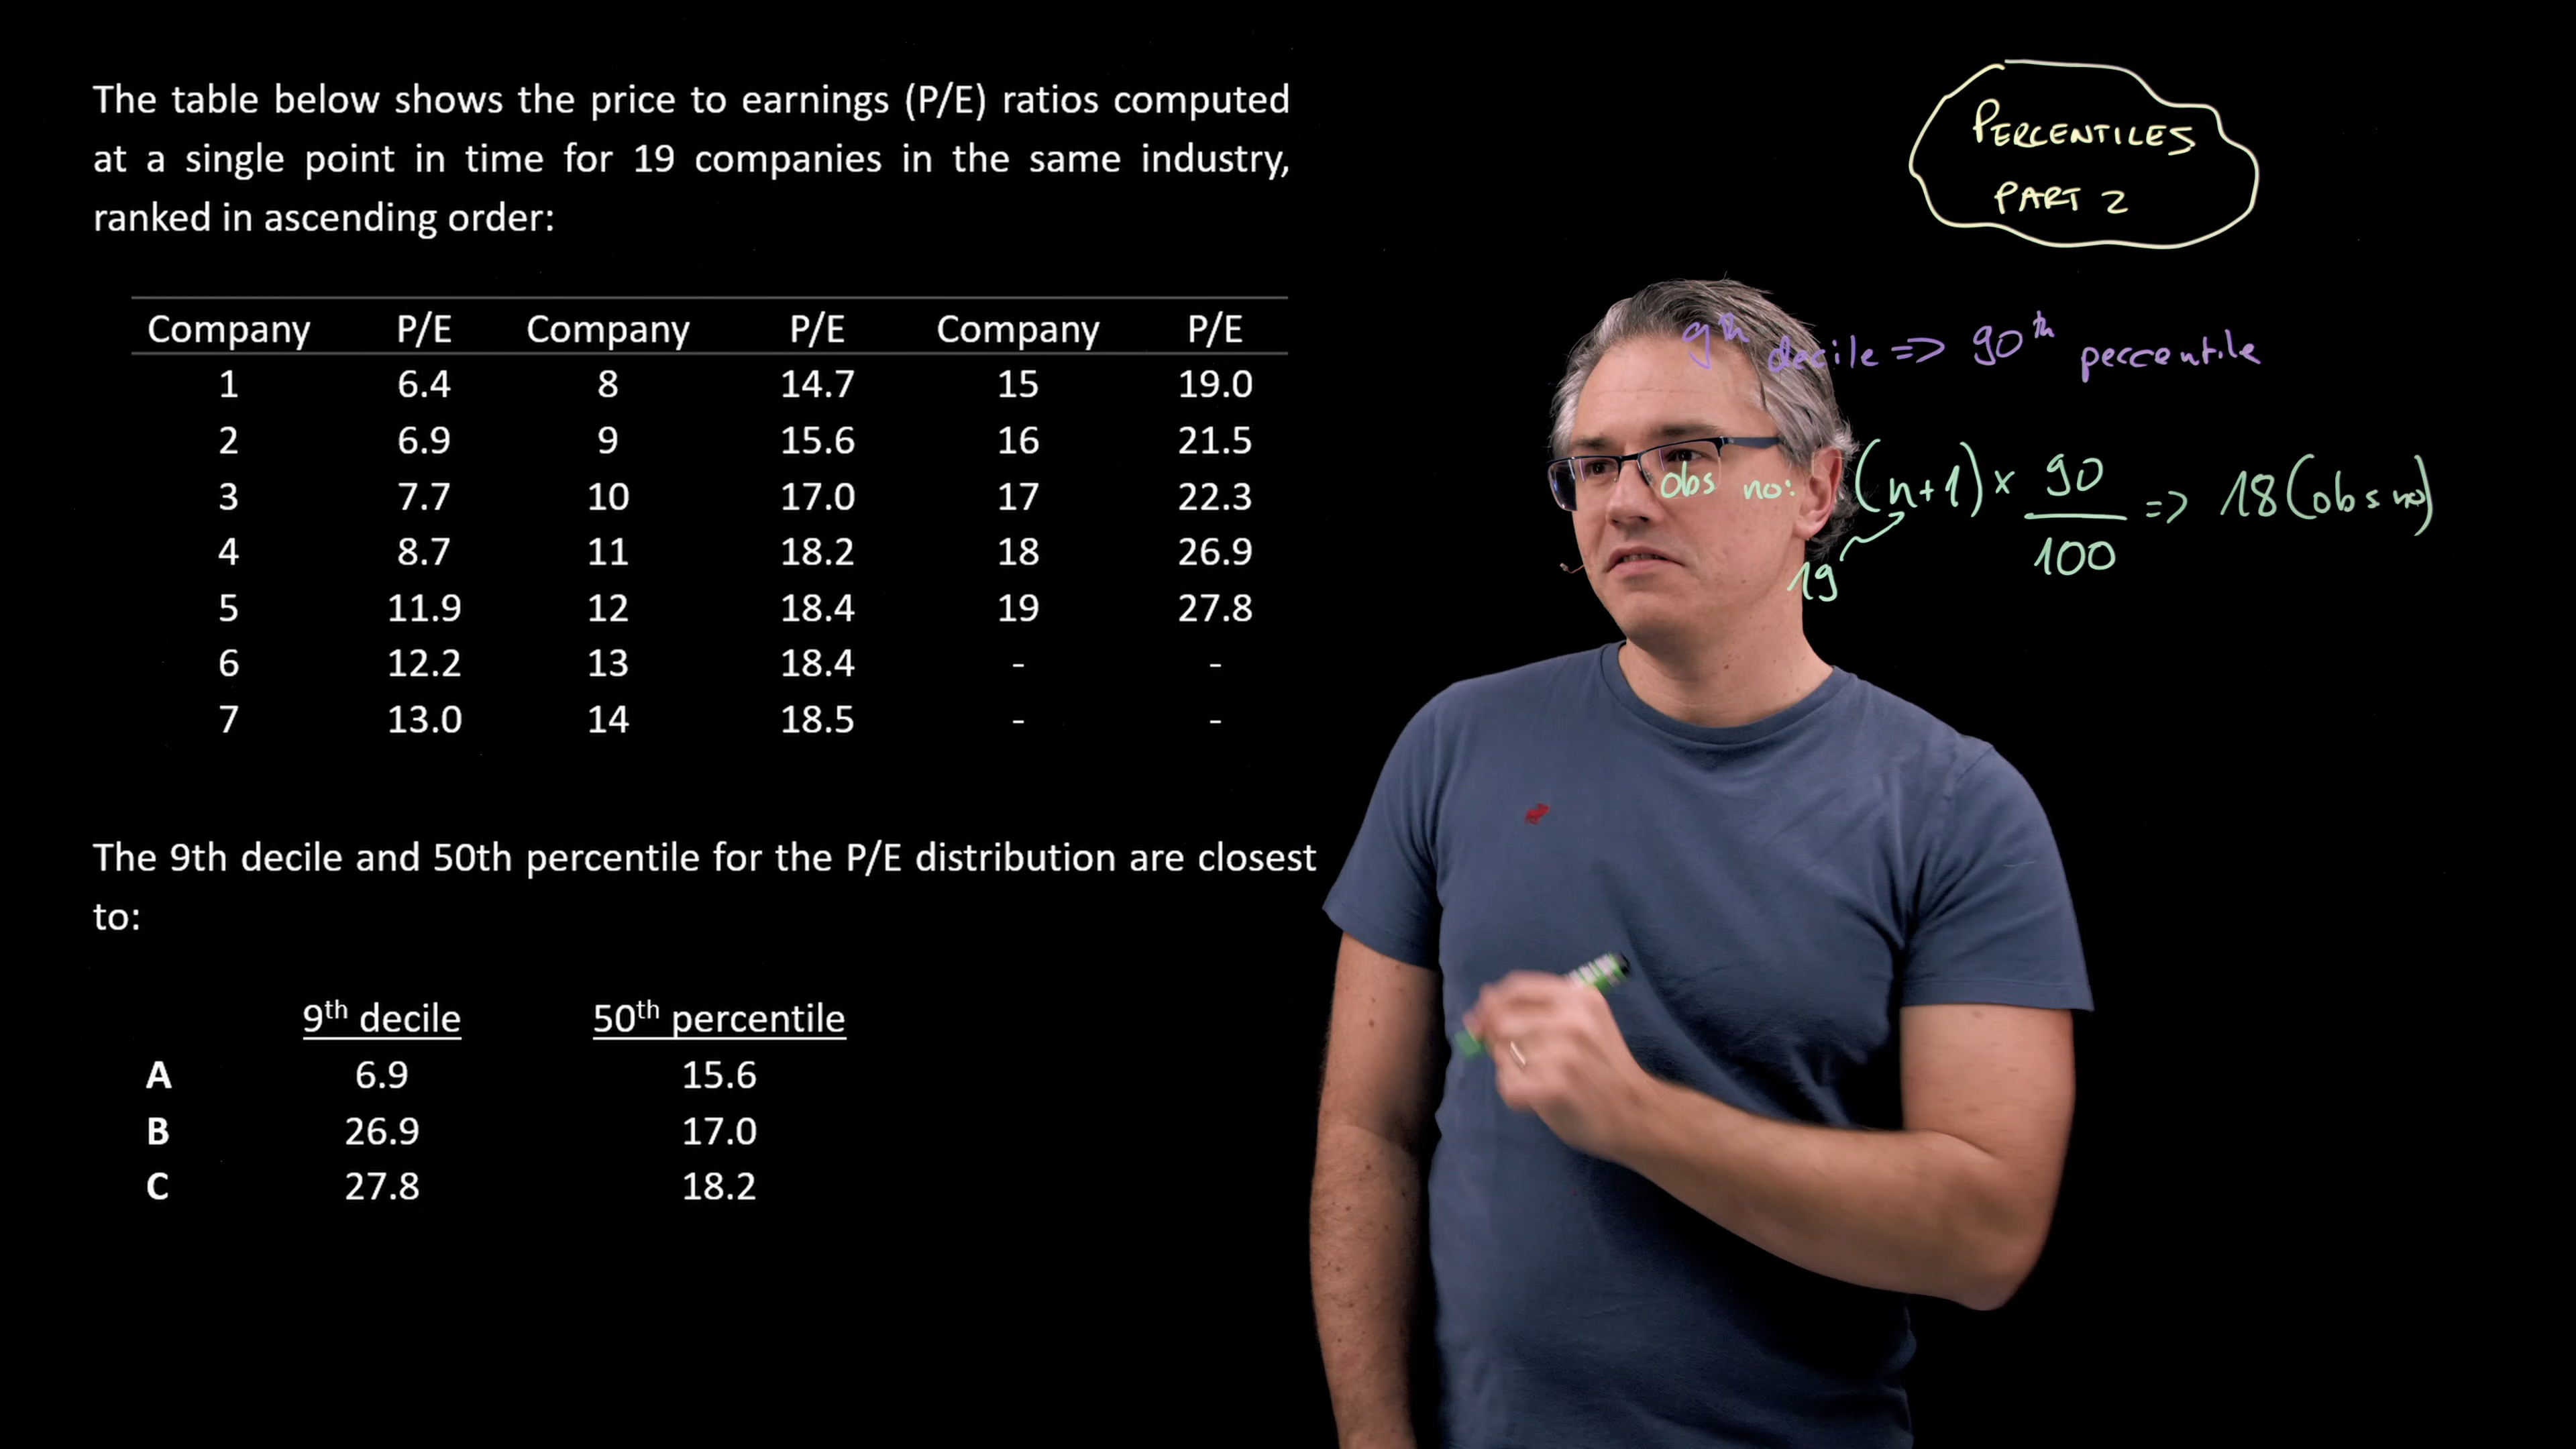 The table below shows the price to earnings (P/E) ratios computed
at a single point in time for 19 companies in the same industry,
ranked in ascending order:
Company P/E Company P/E Company P/E
1 6.4 8 14.7 15 19.0
2 6.9 9 15.6 16 21.5
3 7.7 10 17.0 17 22.3
4 8.7 11 18.2 18 26.9
5 11.9 12 18.4 19 27.8
6 12.2 13 18.4 - -
7 13.0 14 18.5 - -
The 9th decile and 50th percentile for the P/E distribution are closest
to:
9th decile 50th percentile
A 6.9 15.6
B 26.9 17.0
C 27.8 18.2
PERCENTILES
PART 2
9th decile => 90th percentile
obs no: (n+1) × 90/100 => 18 (obs no)
19